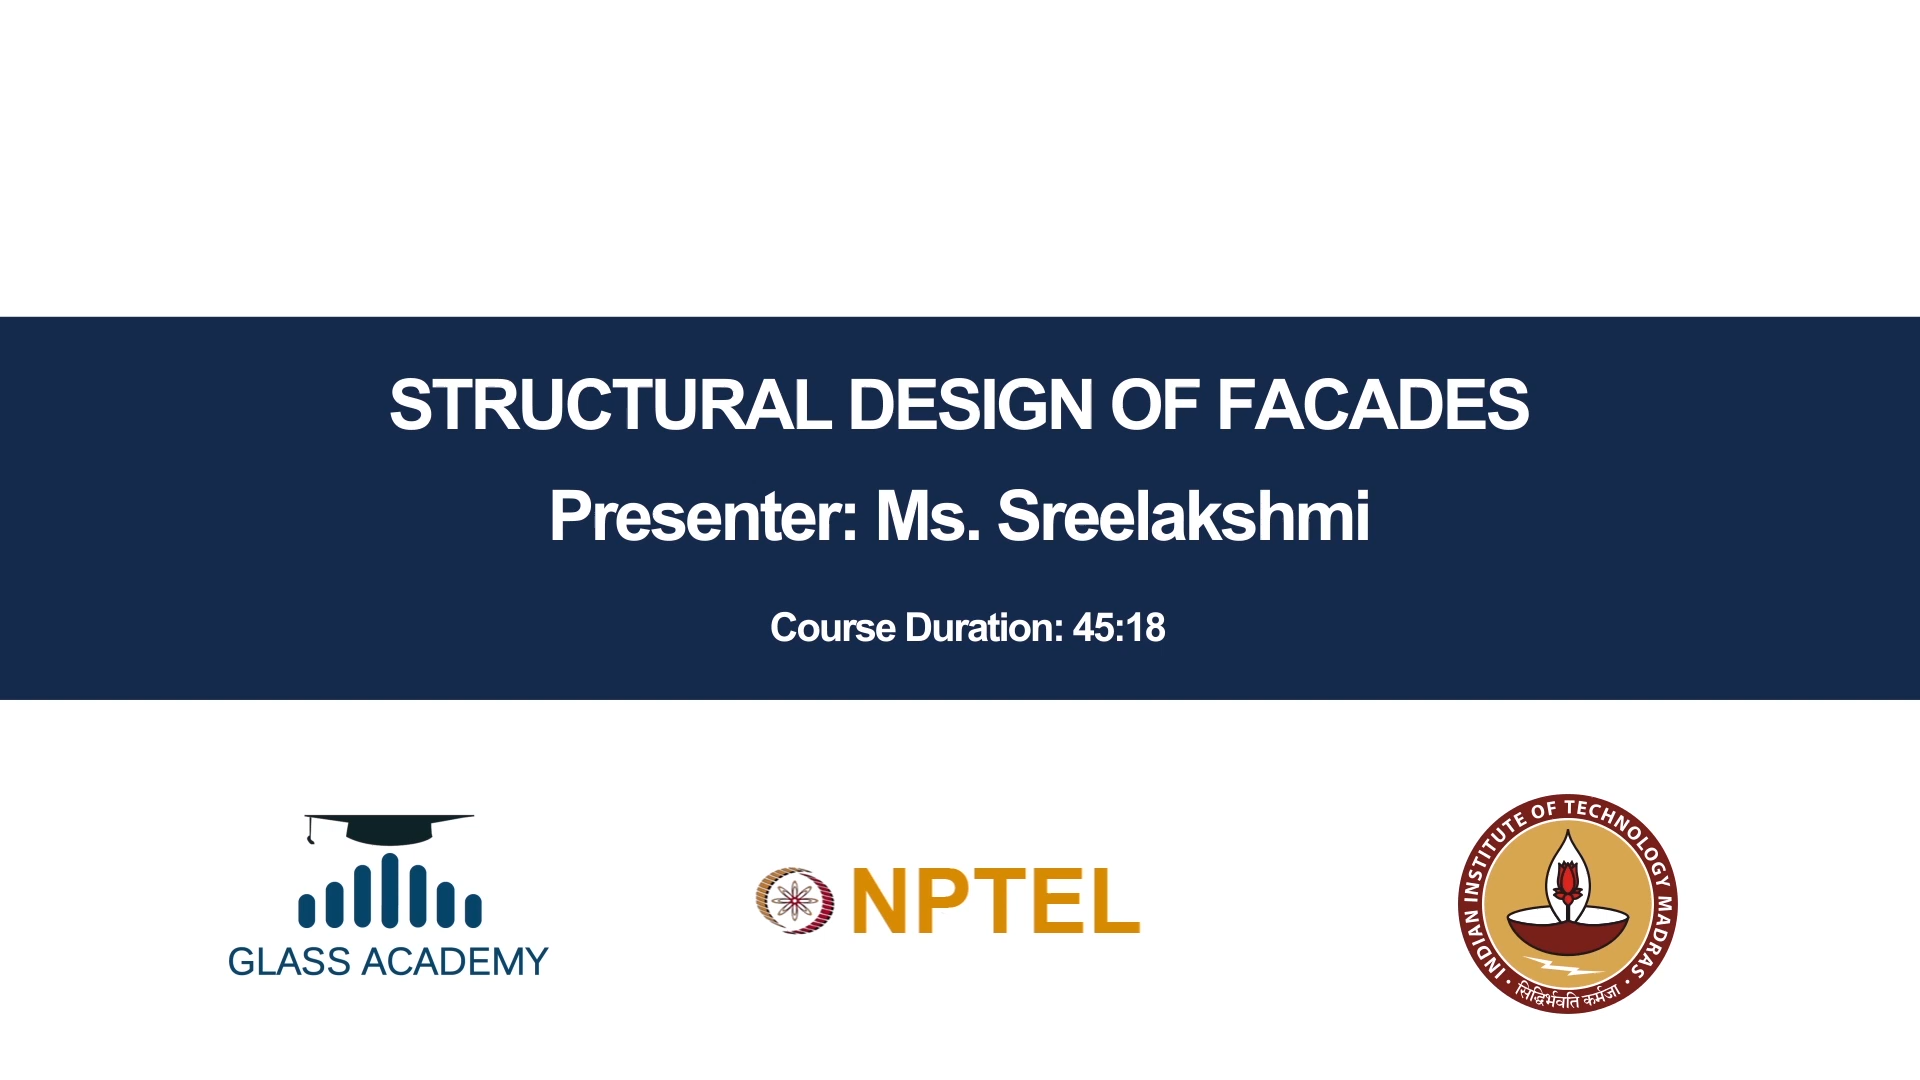 STRUCTURAL DESIGN OF FACADES
Presenter: Ms. Sreelakshmi
Course Duration: 45:18
GLASS ACADEMY
NPTEL
INDIAN INSTITUTE OF TECHNOLOGY MADRAS
सिद्धिर्भवति कर्मजा